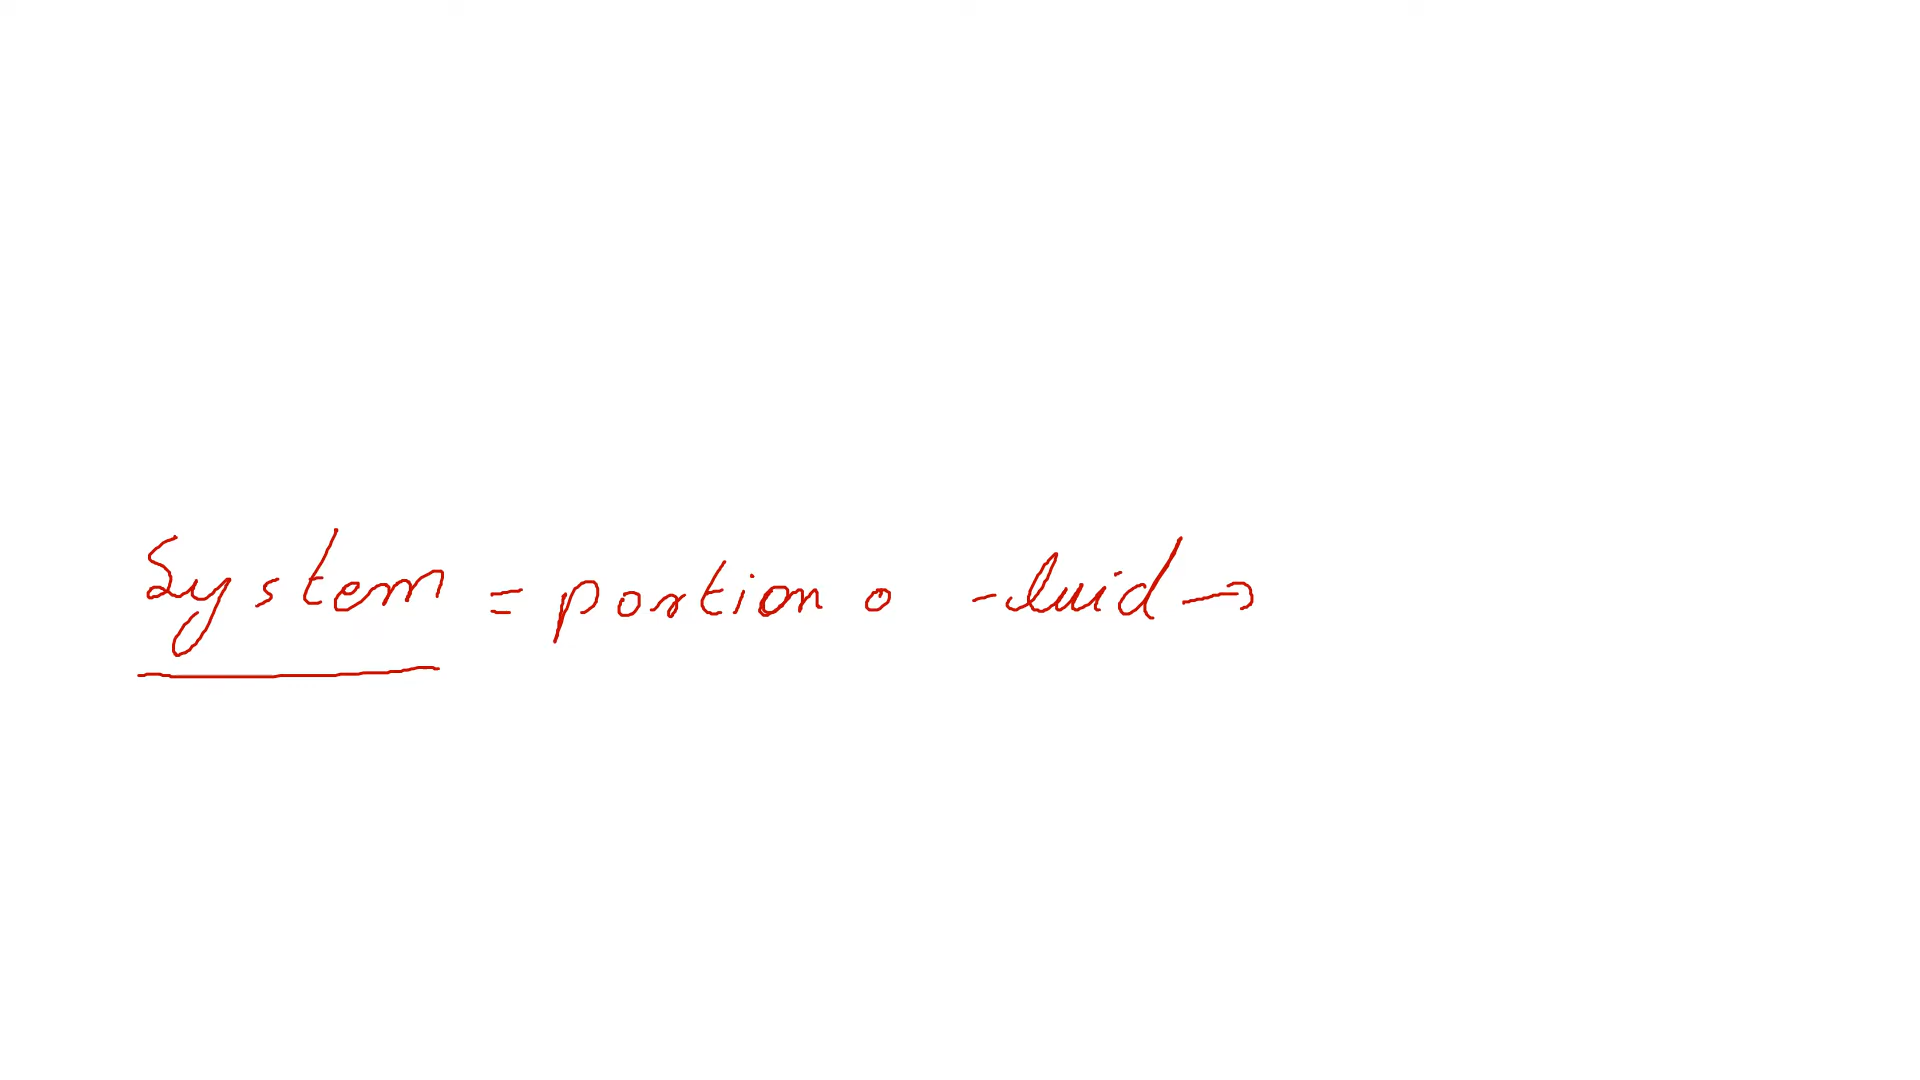 System = portion o -luid →